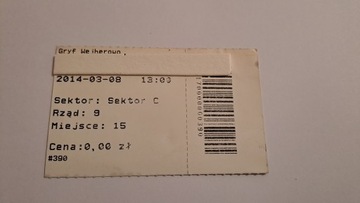 Gryf Wejherowo,
2014-03-08 13:00
Sektor: Sektor C
Rząd: 9
Miejsce: 15
Cena:0,00 zł
#390